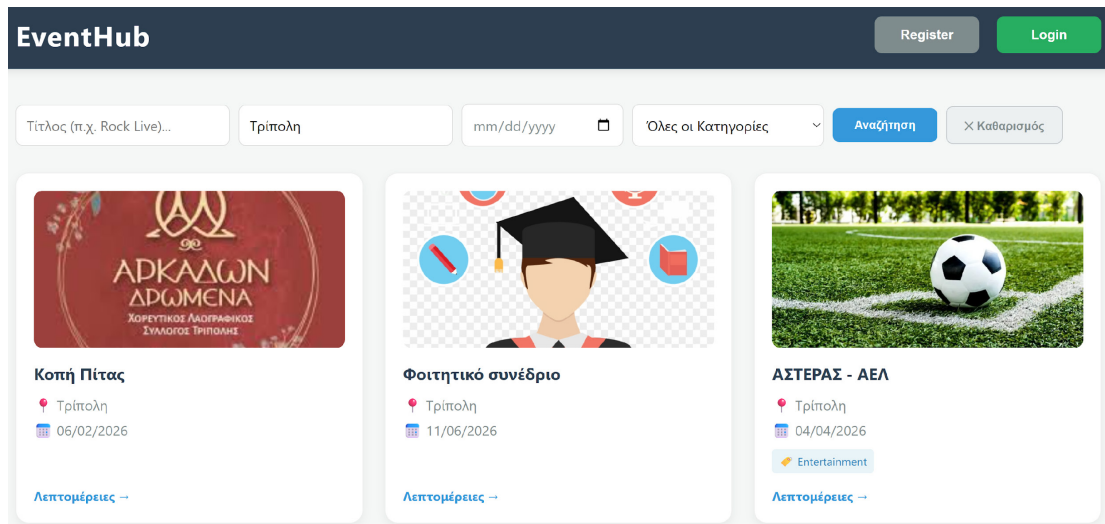 EventHub
Register
Login
Τίτλος (π.χ. Rock Live)...
Τρίπολη
mm/dd/yyyy
Όλες οι Κατηγορίες
Αναζήτηση
✕ Καθαρισμός
ΑΡΚΑΔΩΝ
ΔΡΩΜΕΝΑ
ΧΟΡΕΥΤΙΚΟΣ ΛΑΟΓΡΑΦΙΚΟΣ
ΣΥΛΛΟΓΟΣ ΤΡΙΠΟΛΗΣ
Κοπή Πίτας
Τρίπολη
06/02/2026
Λεπτομέρειες →
Φοιτητικό συνέδριο
Τρίπολη
11/06/2026
Λεπτομέρειες →
ΑΣΤΕΡΑΣ - ΑΕΛ
Τρίπολη
04/04/2026
Entertainment
Λεπτομέρειες →